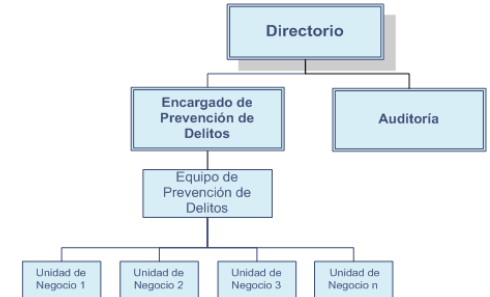 Directorio
Encargado de
Prevención de
Delitos
Auditoría
Equipo de
Prevención de
Delitos
Unidad de
Negocio 1
Unidad de
Negocio 2
Unidad de
Negocio 3
Unidad de
Negocio n